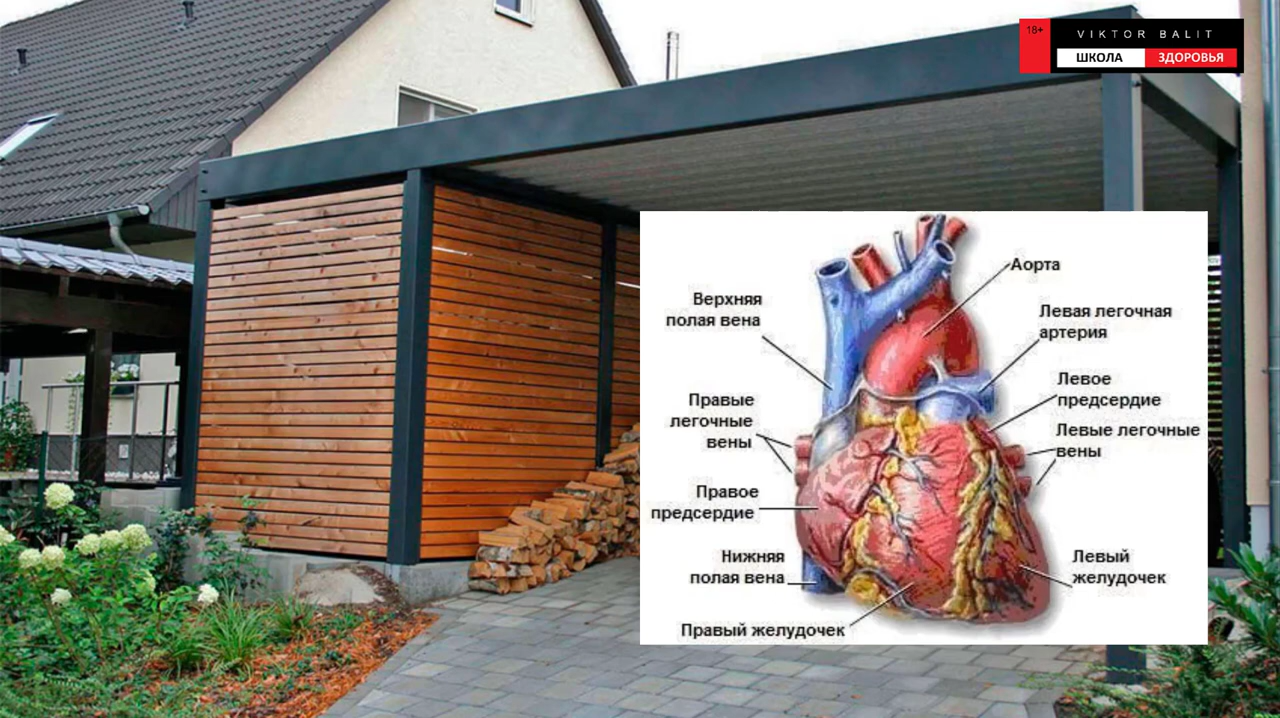 18+
VIKTOR BALIT
ШКОЛА ЗДОРОВЬЯ
Аорта
Верхняя
полая вена
Левая легочная
артерия
Левое
предсердие
Правые
легочные
вены
Левые легочные
вены
Правое
предсердие
Нижняя
полая вена
Левый
желудочек
Правый желудочек